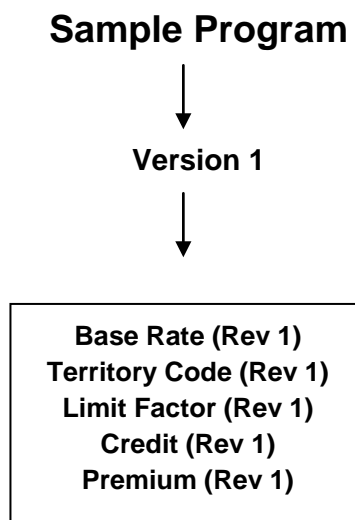 Sample Program
Version 1
Base Rate (Rev 1)
Territory Code (Rev 1)
Limit Factor (Rev 1)
Credit (Rev 1)
Premium (Rev 1)